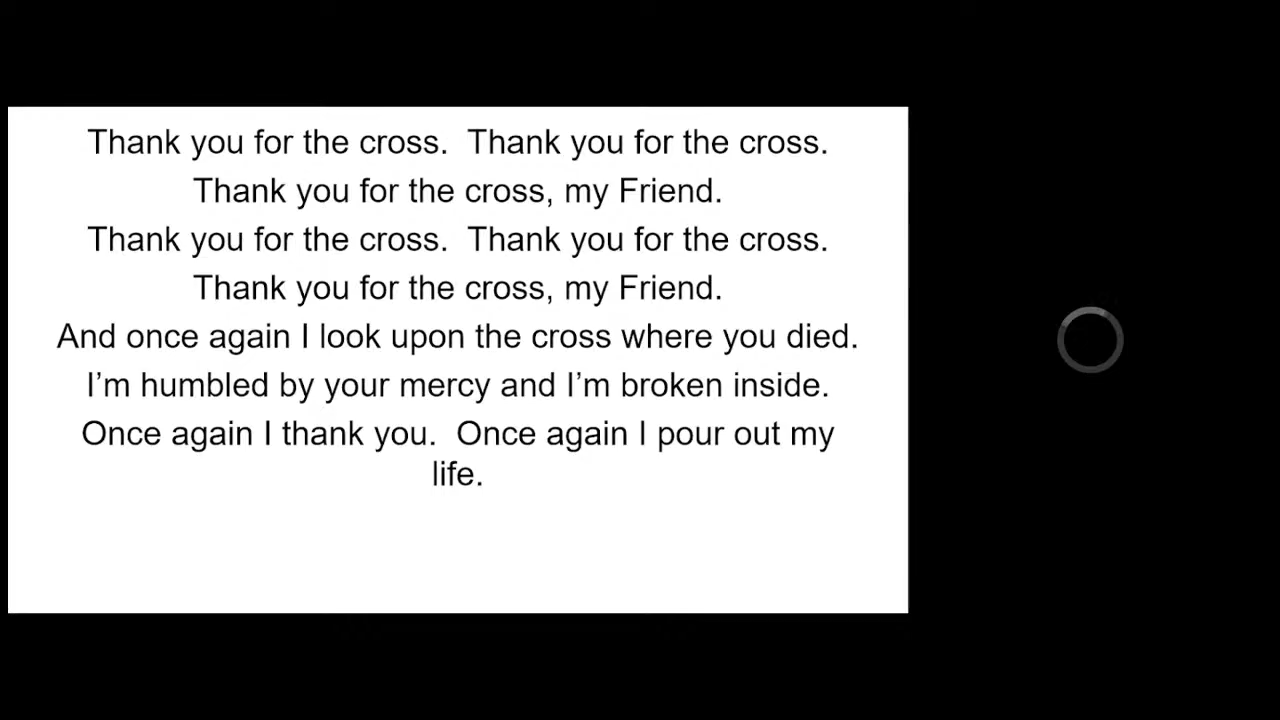 Thank you for the cross.  Thank you for the cross.
Thank you for the cross, my Friend.
Thank you for the cross.  Thank you for the cross.
Thank you for the cross, my Friend.
And once again I look upon the cross where you died.
I’m humbled by your mercy and I’m broken inside.
Once again I thank you.  Once again I pour out my
life.